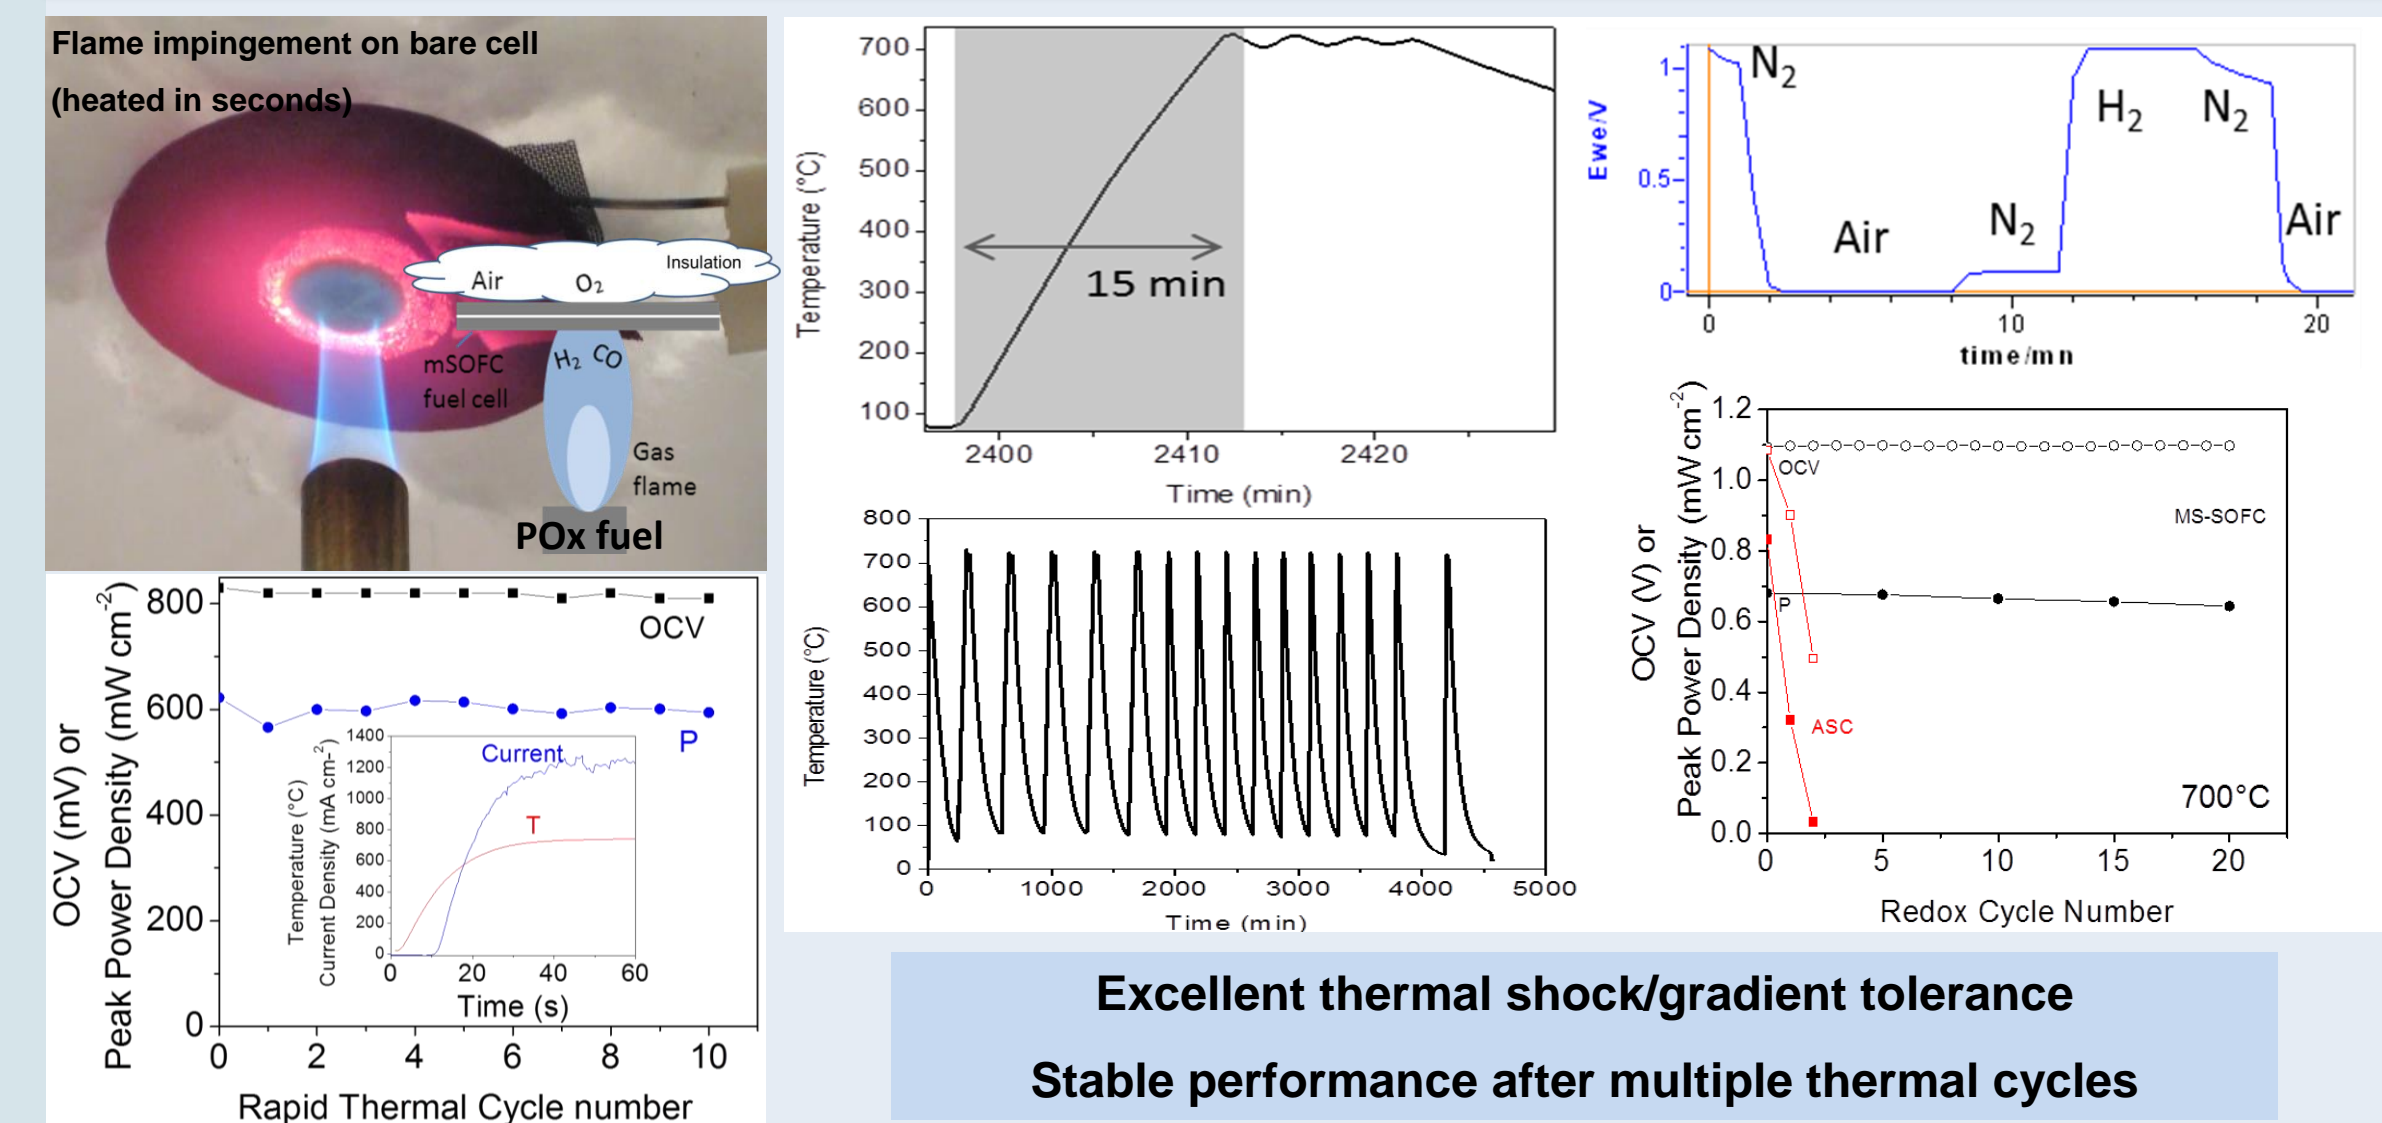 Flame impingement on bare cell
(heated in seconds)
Air
O2
Insulation
mSOFC
fuel cell
H2 CO
Gas
flame
POx fuel
OCV (mV) or
Peak Power Density (mW cm-2)
800
600
400
200
0
OCV
P
Temperature (°C)
Current Density (mA cm-2)
1400
1200
1000
800
600
400
200
0
Current
T
0 20 40 60
Time (s)
0 2 4 6 8 10
Rapid Thermal Cycle number
Temperature (°C)
700
600
500
400
300
200
100
15 min
2400 2410 2420
Time (min)
Temperature (°C)
800
700
600
500
400
300
200
100
0
0 1000 2000 3000 4000 5000
Time (min)
Ewe/V
1
0.5
0
N2
Air
N2
H2
N2
Air
0 10 20
time/mn
OCV (V) or
Peak Power Density (mW cm-2)
1.2
1.0
0.8
0.6
0.4
0.2
0.0
OCV
MS-SOFC
P
ASC
700°C
0 5 10 15 20
Redox Cycle Number
Excellent thermal shock/gradient tolerance
Stable performance after multiple thermal cycles